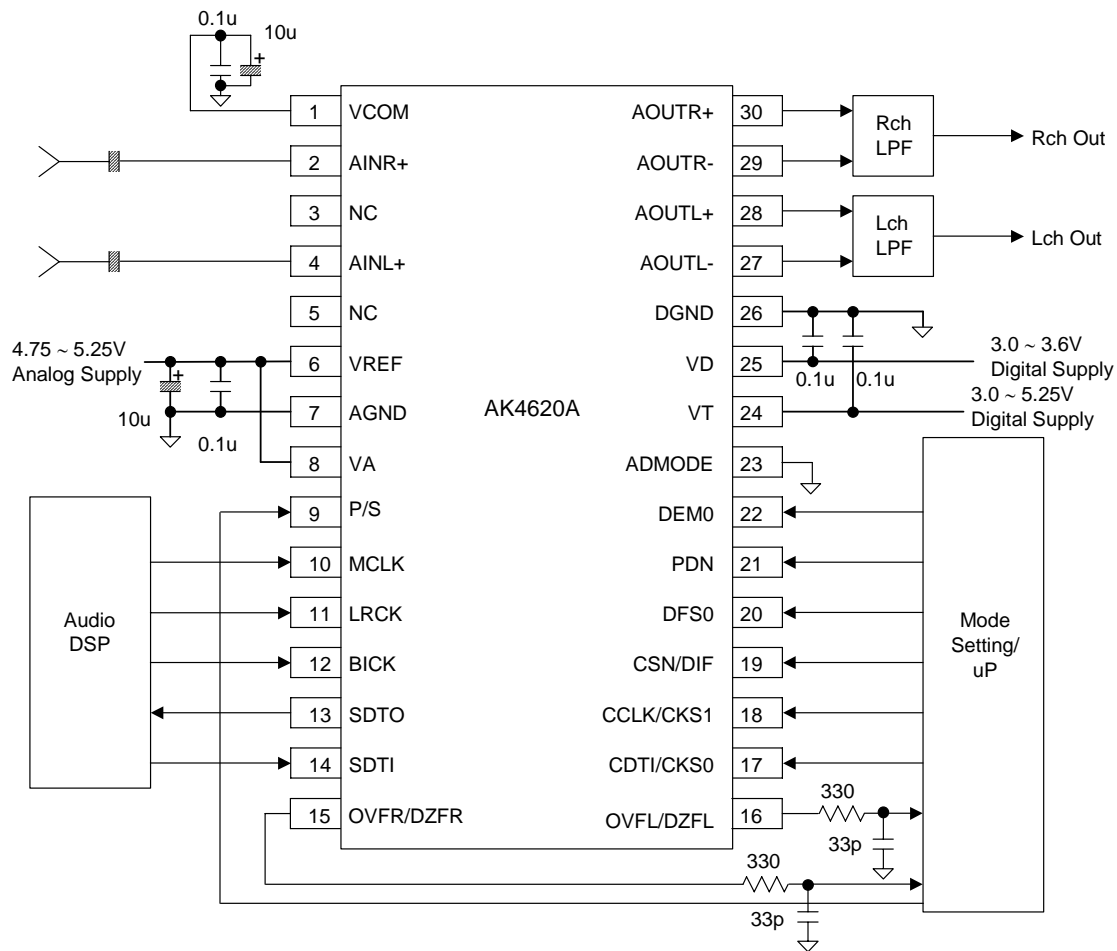 0.1u
10u
+
1 VCOM
2 AINR+
3 NC
4 AINL+
5 NC
4.75 ~ 5.25V
Analog Supply
6 VREF
+
10u
0.1u
7 AGND
8 VA
9 P/S
10 MCLK
11 LRCK
12 BICK
13 SDTO
14 SDTI
15 OVFR/DZFR
Audio
DSP
AK4620A
AOUTR+ 30
AOUTR- 29
AOUTL+ 28
AOUTL- 27
DGND 26
VD 25
VT 24
ADMODE 23
DEM0 22
PDN 21
DFS0 20
CSN/DIF 19
CCLK/CKS1 18
CDTI/CKS0 17
OVFL/DZFL 16
Rch
LPF
Rch Out
Lch
LPF
Lch Out
0.1u
0.1u
3.0 ~ 3.6V
Digital Supply
3.0 ~ 5.25V
Digital Supply
Mode
Setting/
uP
330
33p
330
33p